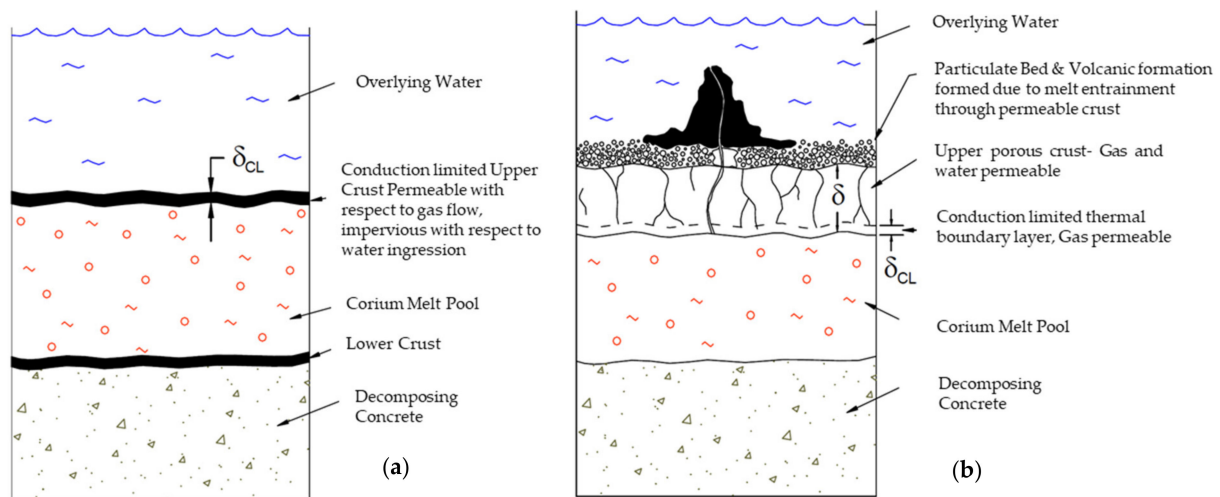 Overlying Water
δCL
Conduction limited Upper
Crust Permeable with
respect to gas flow,
impervious with respect to
water ingression
Corium Melt Pool
Lower Crust
Decomposing
Concrete
(a)
Overlying Water
Particulate Bed & Volcanic formation
formed due to melt entrainment
through permeable crust
Upper porous crust- Gas and
water permeable
δ
Conduction limited thermal
boundary layer, Gas permeable
δCL
Corium Melt Pool
Decomposing
Concrete
(b)